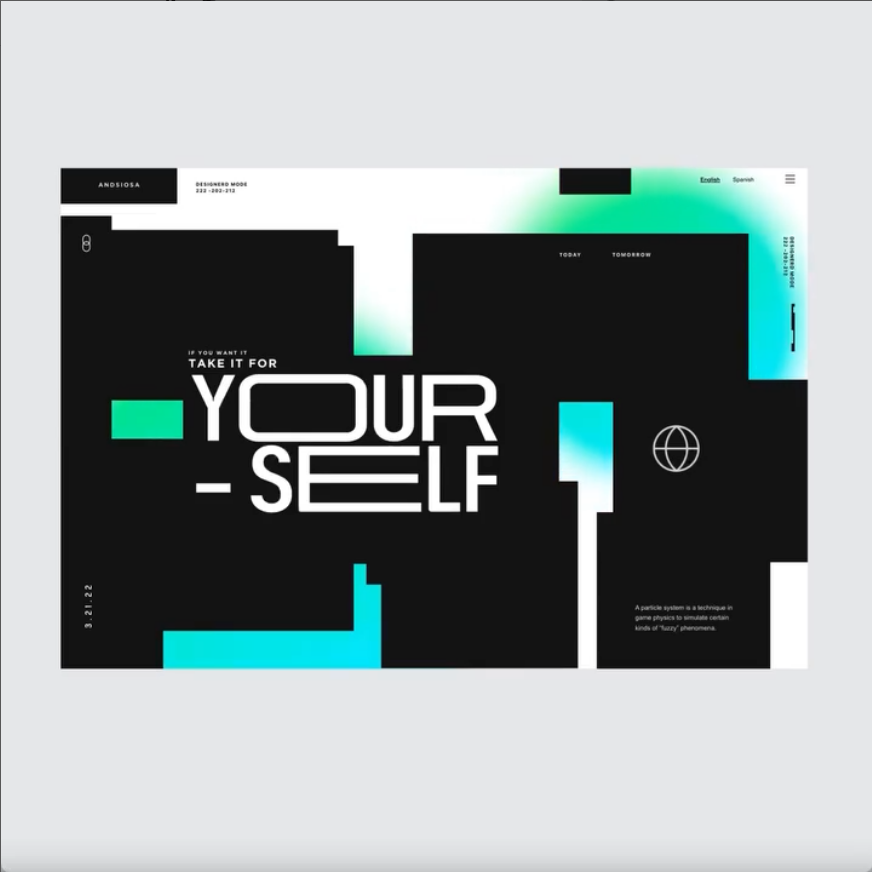 ANDSIOSA
DESIGNERD MODE
222 -202-212
English
Spanish
TODAY
TOMORROW
DESIGNERD MODE
222 -202-212
IF YOU WANT IT
TAKE IT FOR
YOUR
- SELF
3.21.22
A particle system is a technique in
game physics to simulate certain
kinds of "fuzzy" phenomena.